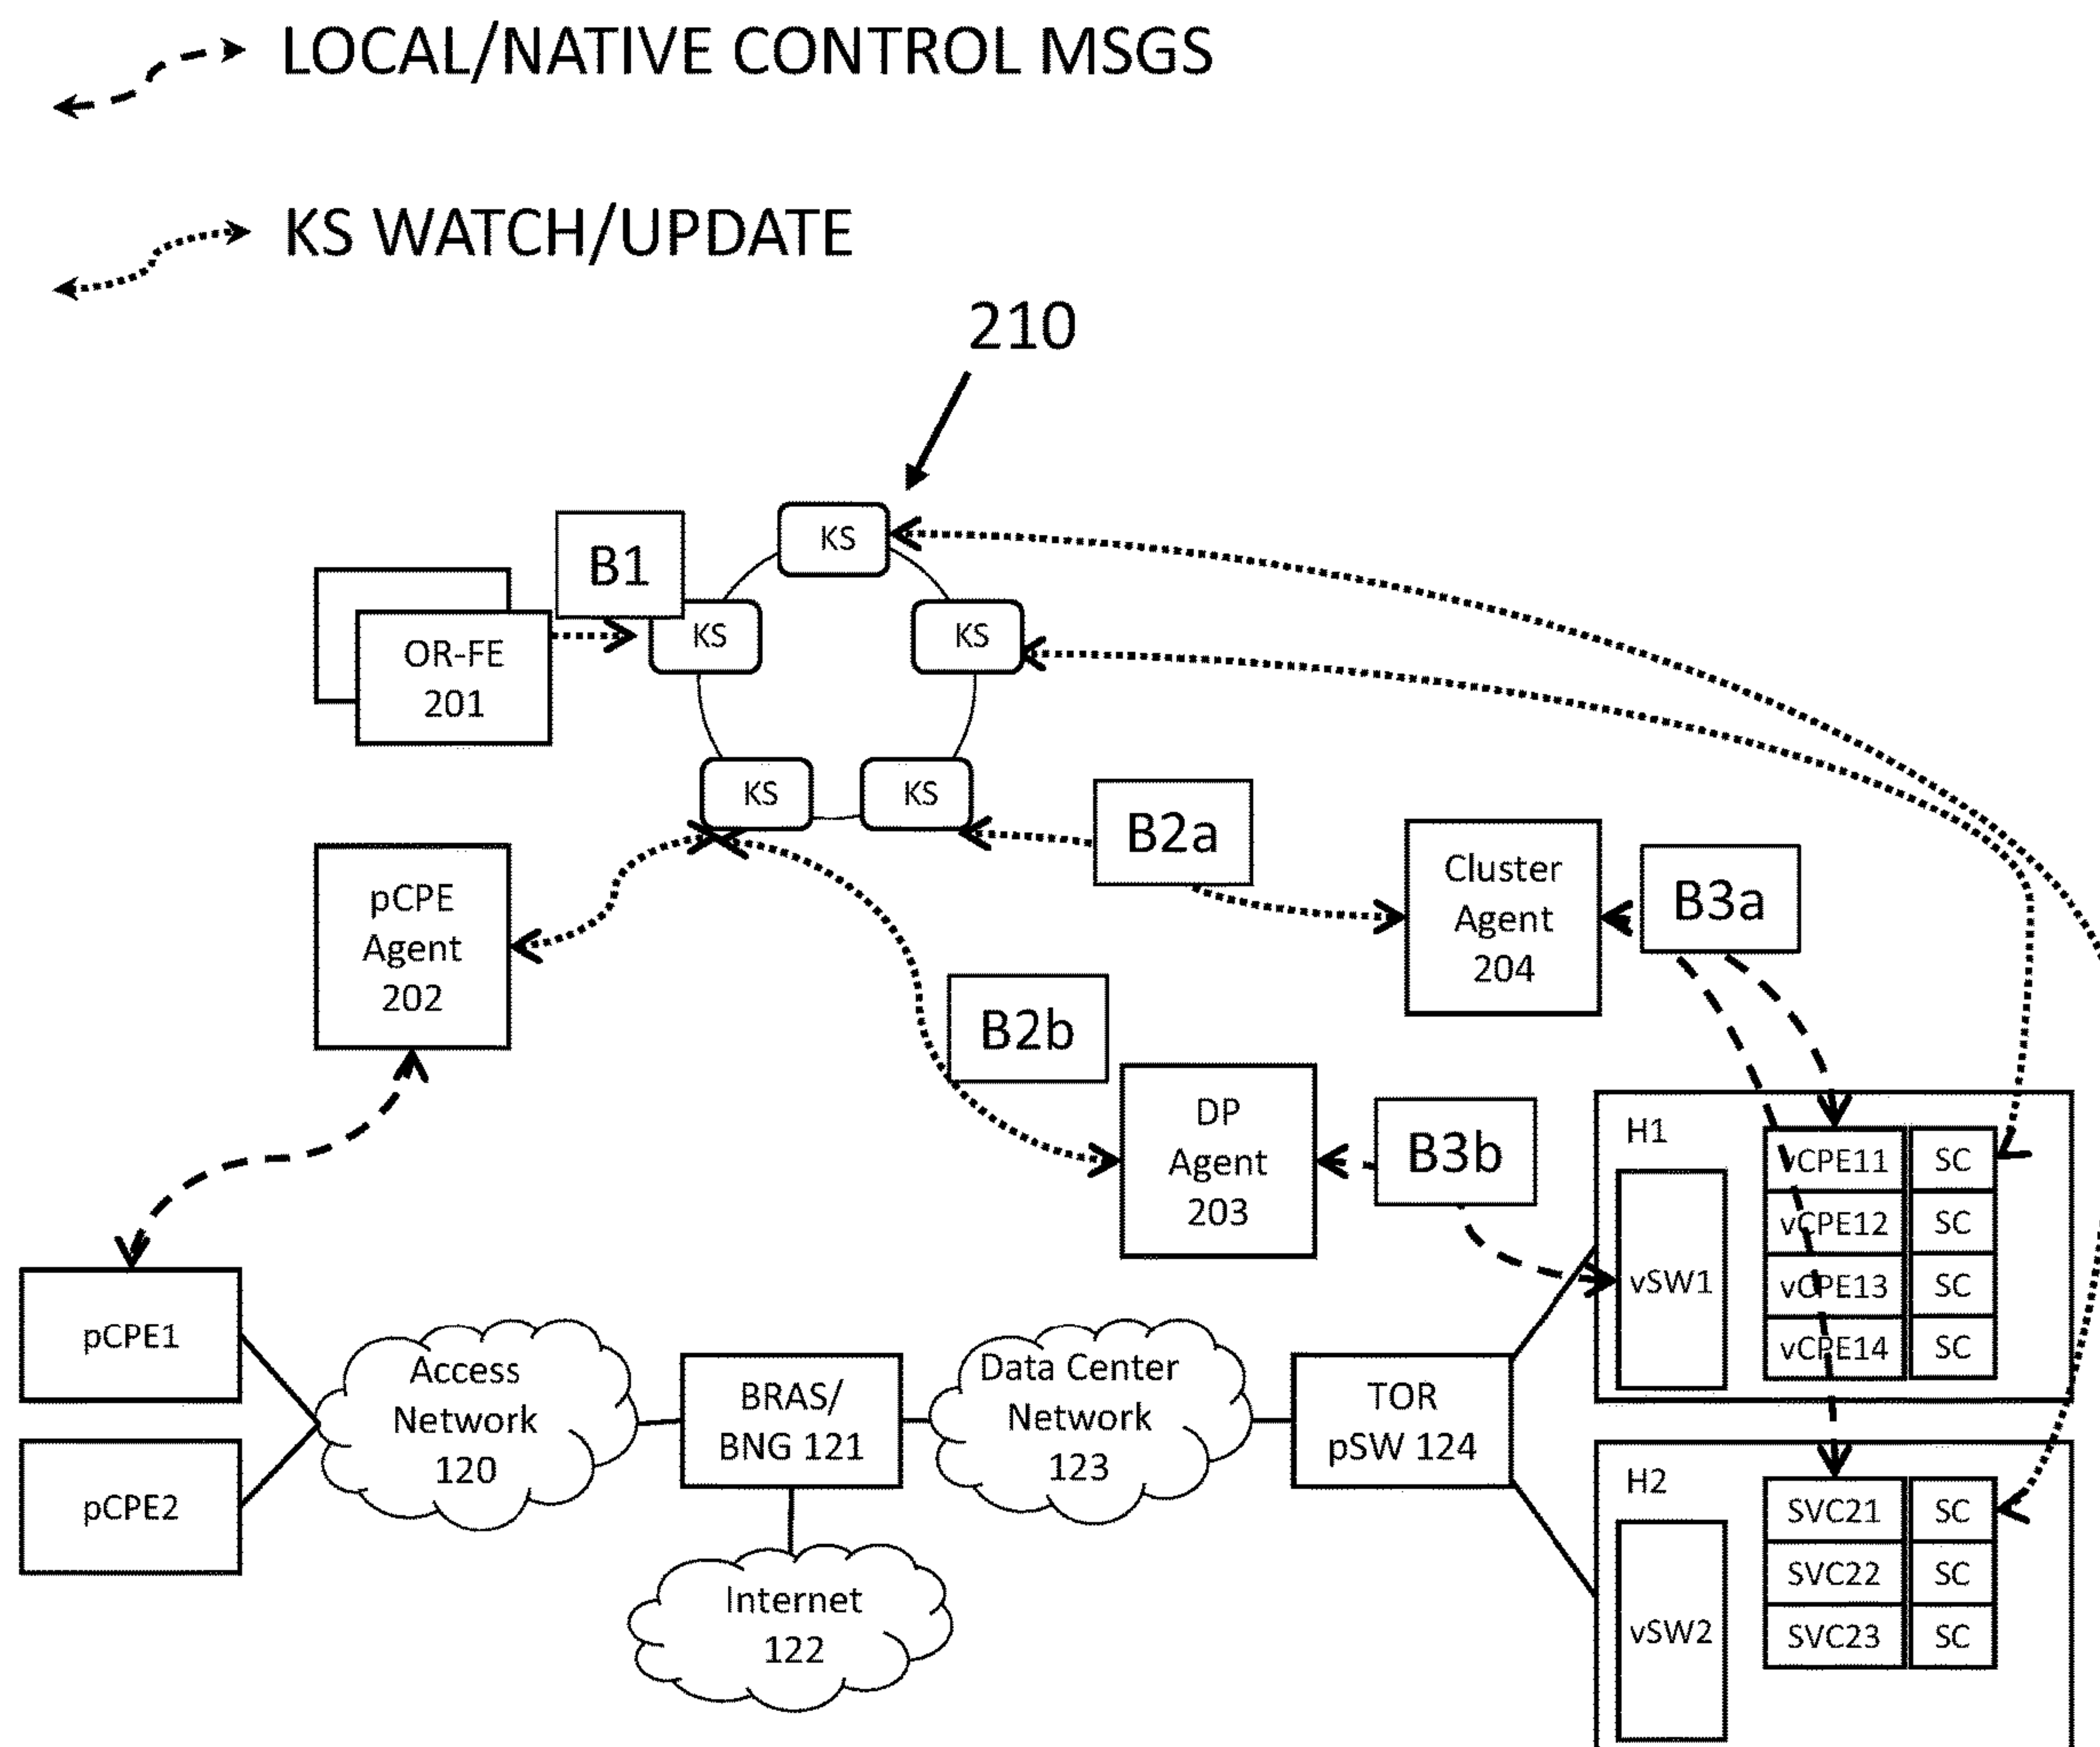 LOCAL/NATIVE CONTROL MSGS
KS WATCH/UPDATE
210
KS
B1
KS
KS
OR-FE
201
KS
KS
B2a
Cluster
Agent
204
B3a
pCPE
Agent
202
B2b
DP
Agent
203
B3b
H1
vSW1
vCPE11
SC
vCPE12
SC
vCPE13
SC
vCPE14
SC
pCPE1
pCPE2
Access
Network
120
BRAS/
BNG 121
Data Center
Network
123
TOR
pSW 124
Internet
122
H2
vSW2
SVC21
SC
SVC22
SC
SVC23
SC